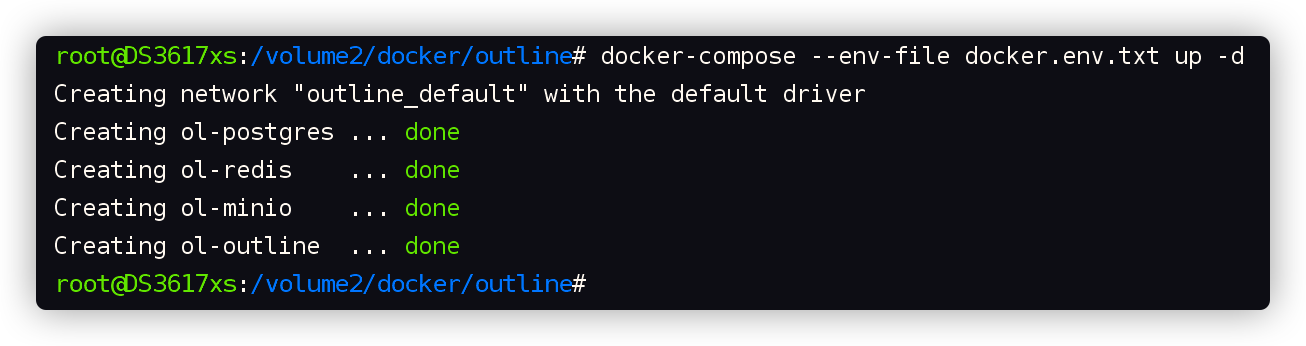 root@DS3617xs:/volume2/docker/outline# docker-compose --env-file docker.env.txt up -d
Creating network "outline_default" with the default driver
Creating ol-postgres ... done
Creating ol-redis    ... done
Creating ol-minio    ... done
Creating ol-outline  ... done
root@DS3617xs:/volume2/docker/outline#